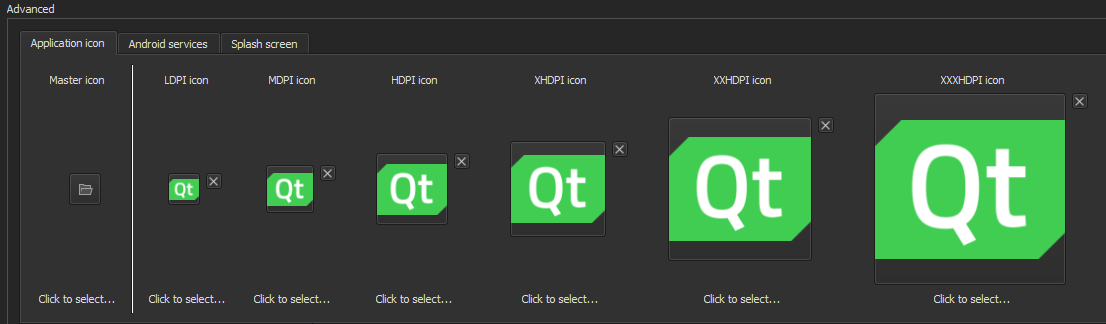 Advanced
Application icon Android services Splash screen
Master icon LDPI icon MDPI icon HDPI icon XHDPI icon XXHDPI icon XXXHDPI icon
Qt Qt Qt Qt Qt Qt
Click to select... Click to select... Click to select... Click to select... Click to select... Click to select... Click to select...